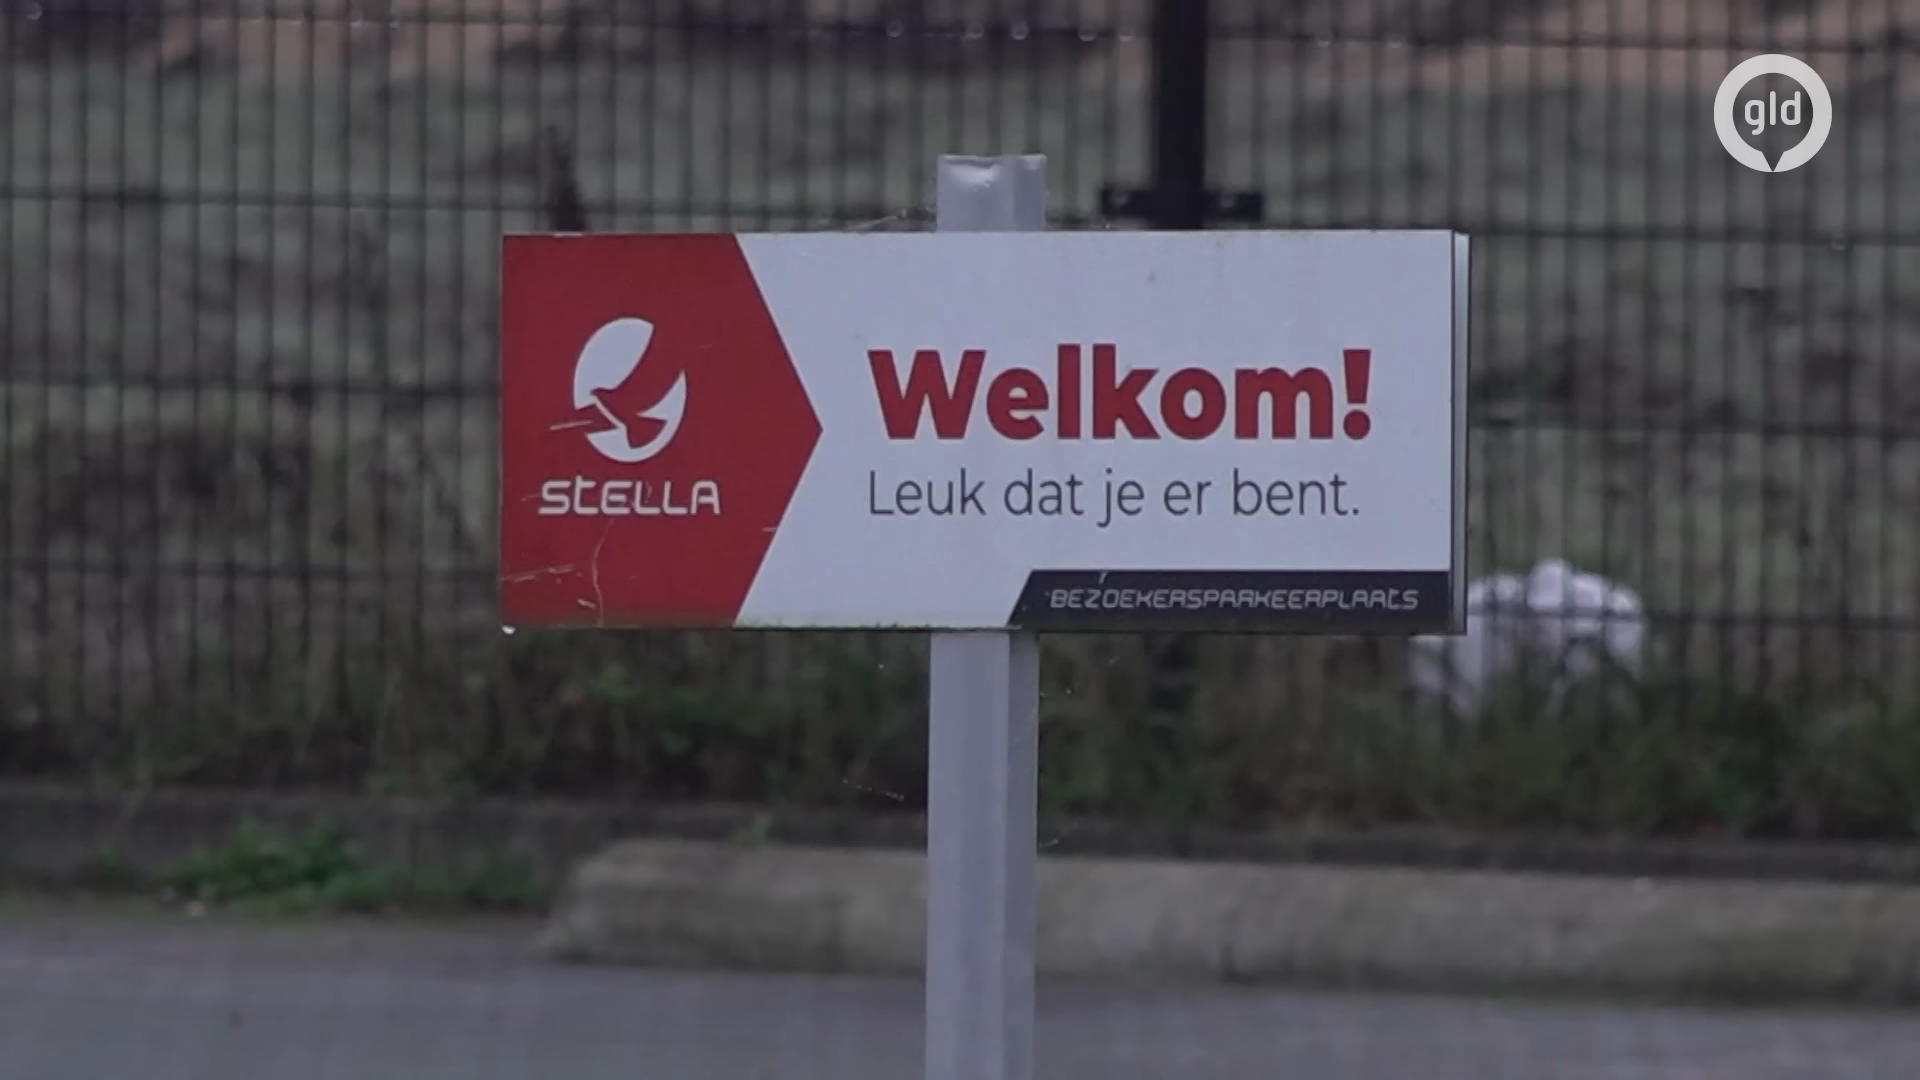 gld
STELLA
Welkom!
Leuk dat je er bent.
BEZOEKERSPARKEERPLAATS